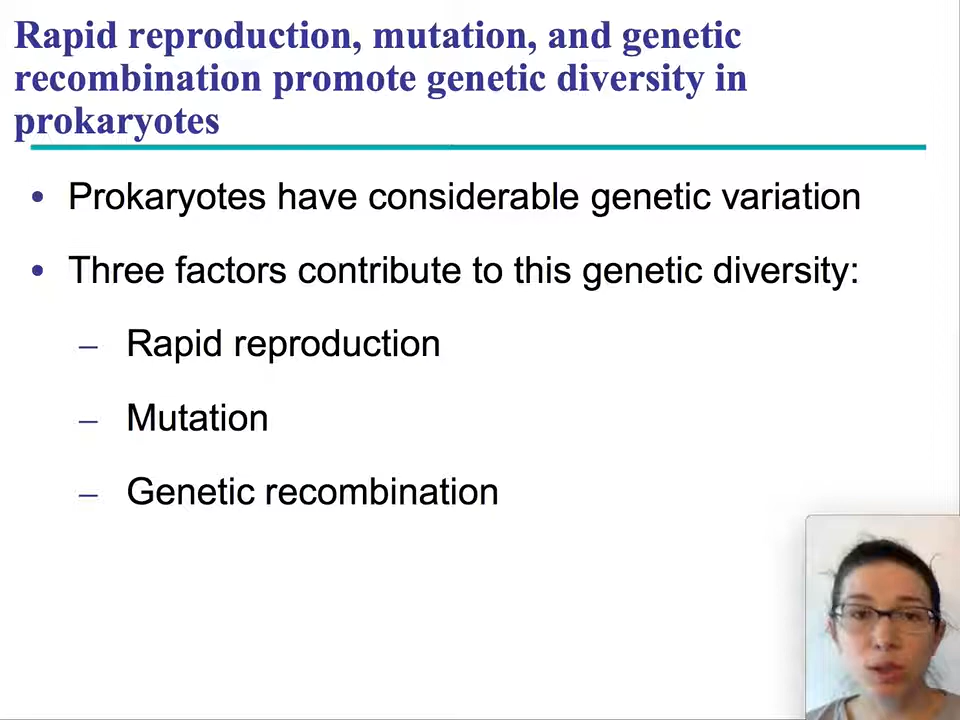 Rapid reproduction, mutation, and genetic
recombination promote genetic diversity in
prokaryotes
• Prokaryotes have considerable genetic variation
• Three factors contribute to this genetic diversity:
– Rapid reproduction
– Mutation
– Genetic recombination